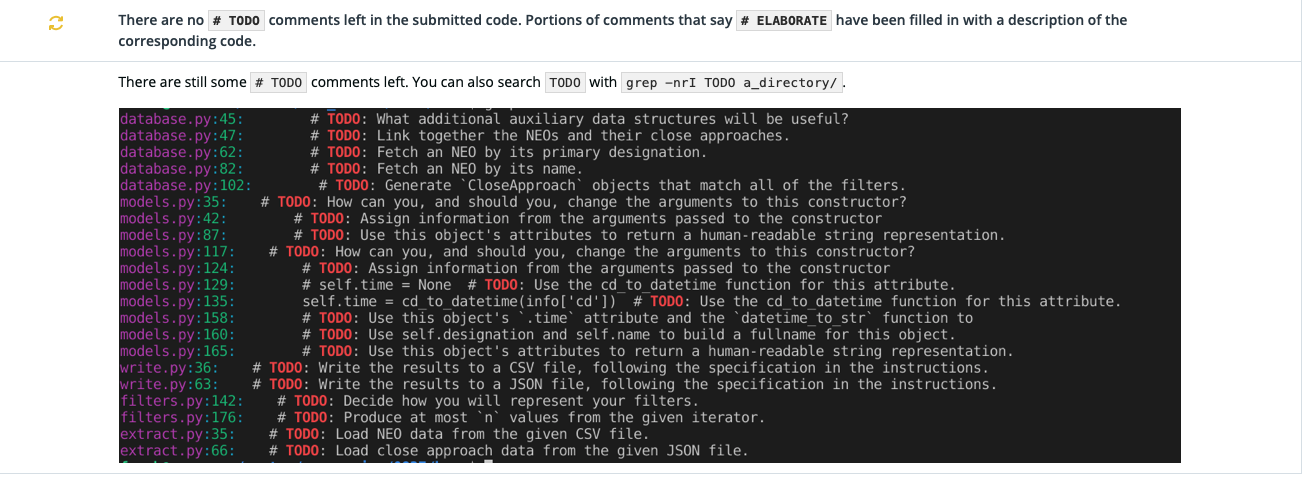 There are no # TODO comments left in the submitted code. Portions of comments that say # ELABORATE have been filled in with a description of the
corresponding code.
There are still some # TODO comments left. You can also search TODO with grep -nrI TODO a_directory/.
database.py:45:        # TODO: What additional auxiliary data structures will be useful?
database.py:47:        # TODO: Link together the NEOs and their close approaches.
database.py:62:        # TODO: Fetch an NEO by its primary designation.
database.py:82:        # TODO: Fetch an NEO by its name.
database.py:102:        # TODO: Generate `CloseApproach` objects that match all of the filters.
models.py:35:    # TODO: How can you, and should you, change the arguments to this constructor?
models.py:42:        # TODO: Assign information from the arguments passed to the constructor
models.py:87:        # TODO: Use this object's attributes to return a human-readable string representation.
models.py:117:    # TODO: How can you, and should you, change the arguments to this constructor?
models.py:124:        # TODO: Assign information from the arguments passed to the constructor
models.py:129:        # self.time = None  # TODO: Use the cd_to_datetime function for this attribute.
models.py:135:        self.time = cd_to_datetime(info['cd'])  # TODO: Use the cd_to_datetime function for this attribute.
models.py:158:        # TODO: Use this object's `.time` attribute and the `datetime_to_str` function to
models.py:160:        # TODO: Use self.designation and self.name to build a fullname for this object.
models.py:165:        # TODO: Use this object's attributes to return a human-readable string representation.
write.py:36:    # TODO: Write the results to a CSV file, following the specification in the instructions.
write.py:63:    # TODO: Write the results to a JSON file, following the specification in the instructions.
filters.py:142:    # TODO: Decide how you will represent your filters.
filters.py:176:    # TODO: Produce at most `n` values from the given iterator.
extract.py:35:    # TODO: Load NEO data from the given CSV file.
extract.py:66:    # TODO: Load close approach data from the given JSON file.